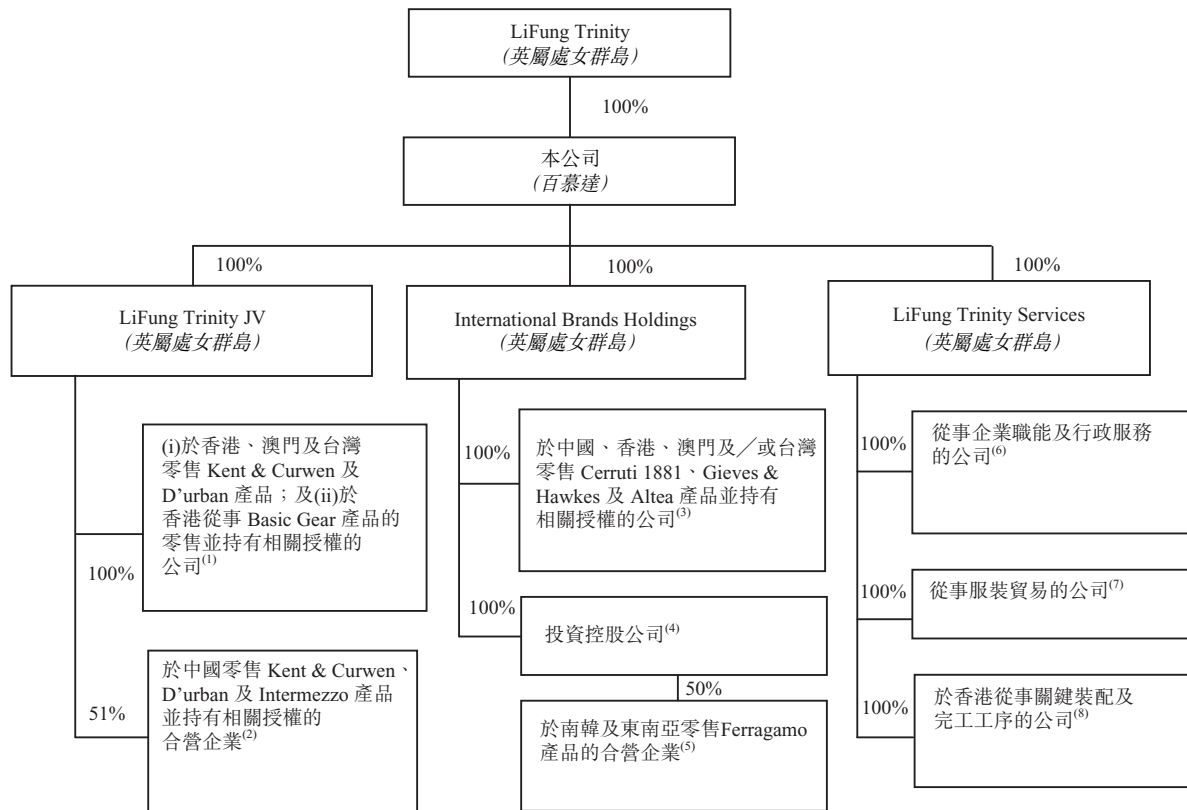 LiFung Trinity
(英屬處女群島)
100%
本公司
(百慕達)
100%
100%
100%
LiFung Trinity JV
(英屬處女群島)
International Brands Holdings
(英屬處女群島)
LiFung Trinity Services
(英屬處女群島)
100%
(i)於香港、澳門及台灣
零售 Kent & Curwen 及
D'urban 產品；及(ii)於
香港從事 Basic Gear 產品的
零售並持有相關授權的
公司(1)
51%
於中國零售 Kent & Curwen、
D'urban 及 Intermezzo 產品
並持有相關授權的
合營企業(2)
100%
於中國、香港、澳門及／或台灣
零售 Cerruti 1881、Gieves &
Hawkes 及 Altea 產品並持有
相關授權的公司(3)
100%
投資控股公司(4)
50%
於南韓及東南亞零售Ferragamo
產品的合營企業(5)
100%
從事企業職能及行政服務
的公司(6)
100%
從事服裝貿易的公司(7)
100%
於香港從事關鍵裝配及
完工工序的公司(8)